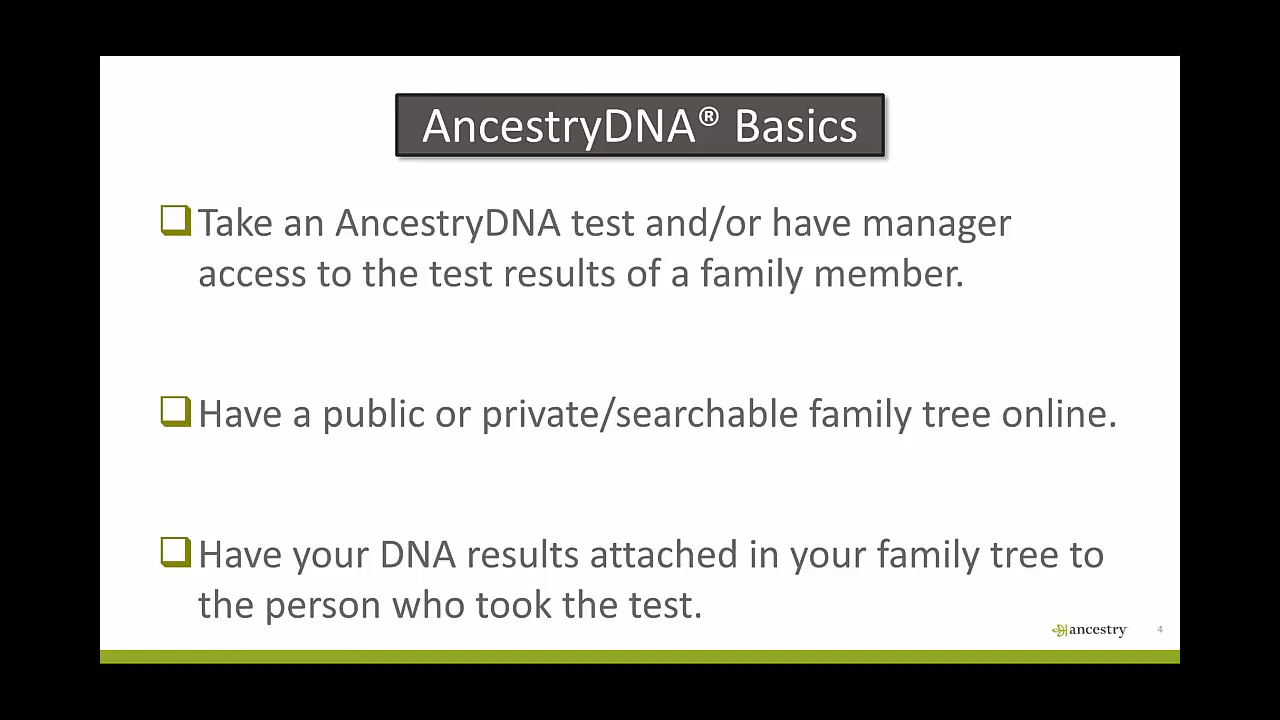 AncestryDNA® Basics
Take an AncestryDNA test and/or have manager
access to the test results of a family member.
Have a public or private/searchable family tree online.
Have your DNA results attached in your family tree to
the person who took the test.
ancestry
4